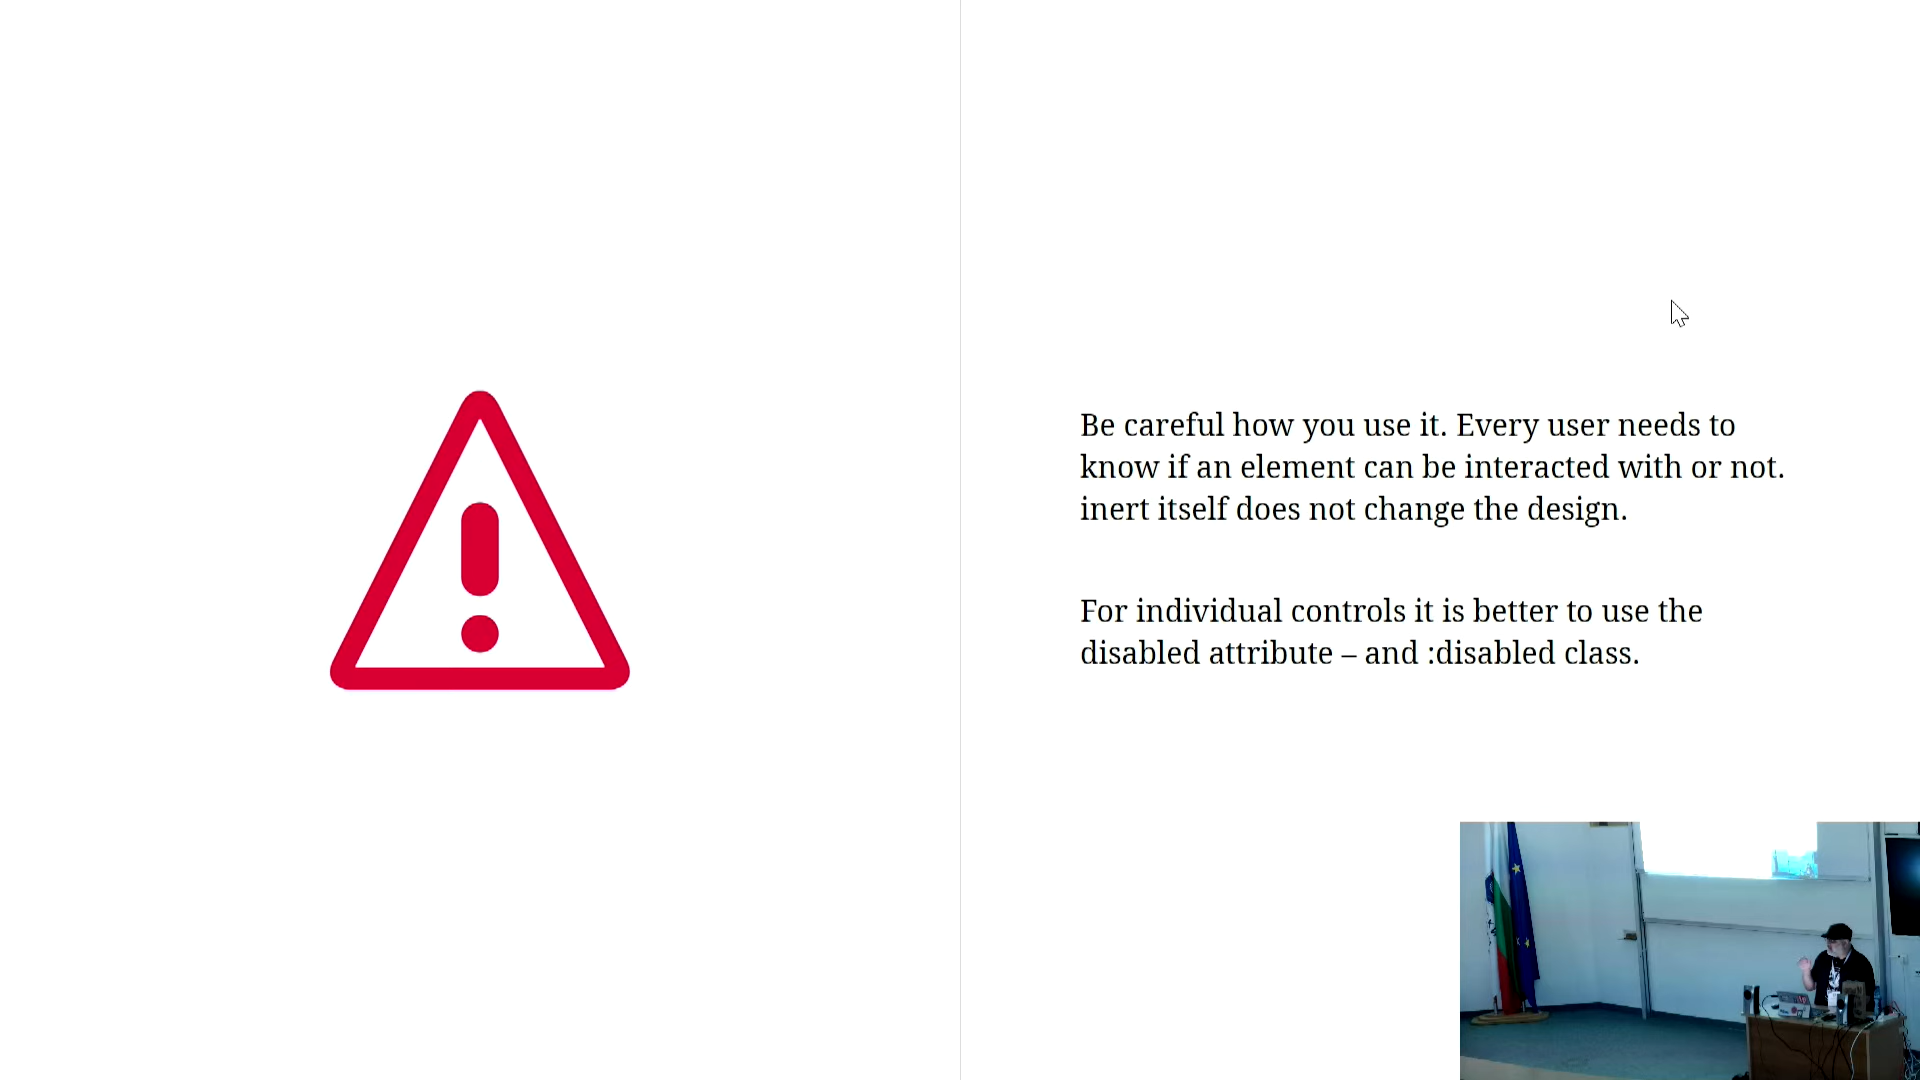 Be careful how you use it. Every user needs to
know if an element can be interacted with or not.
inert itself does not change the design.
For individual controls it is better to use the
disabled attribute – and :disabled class.